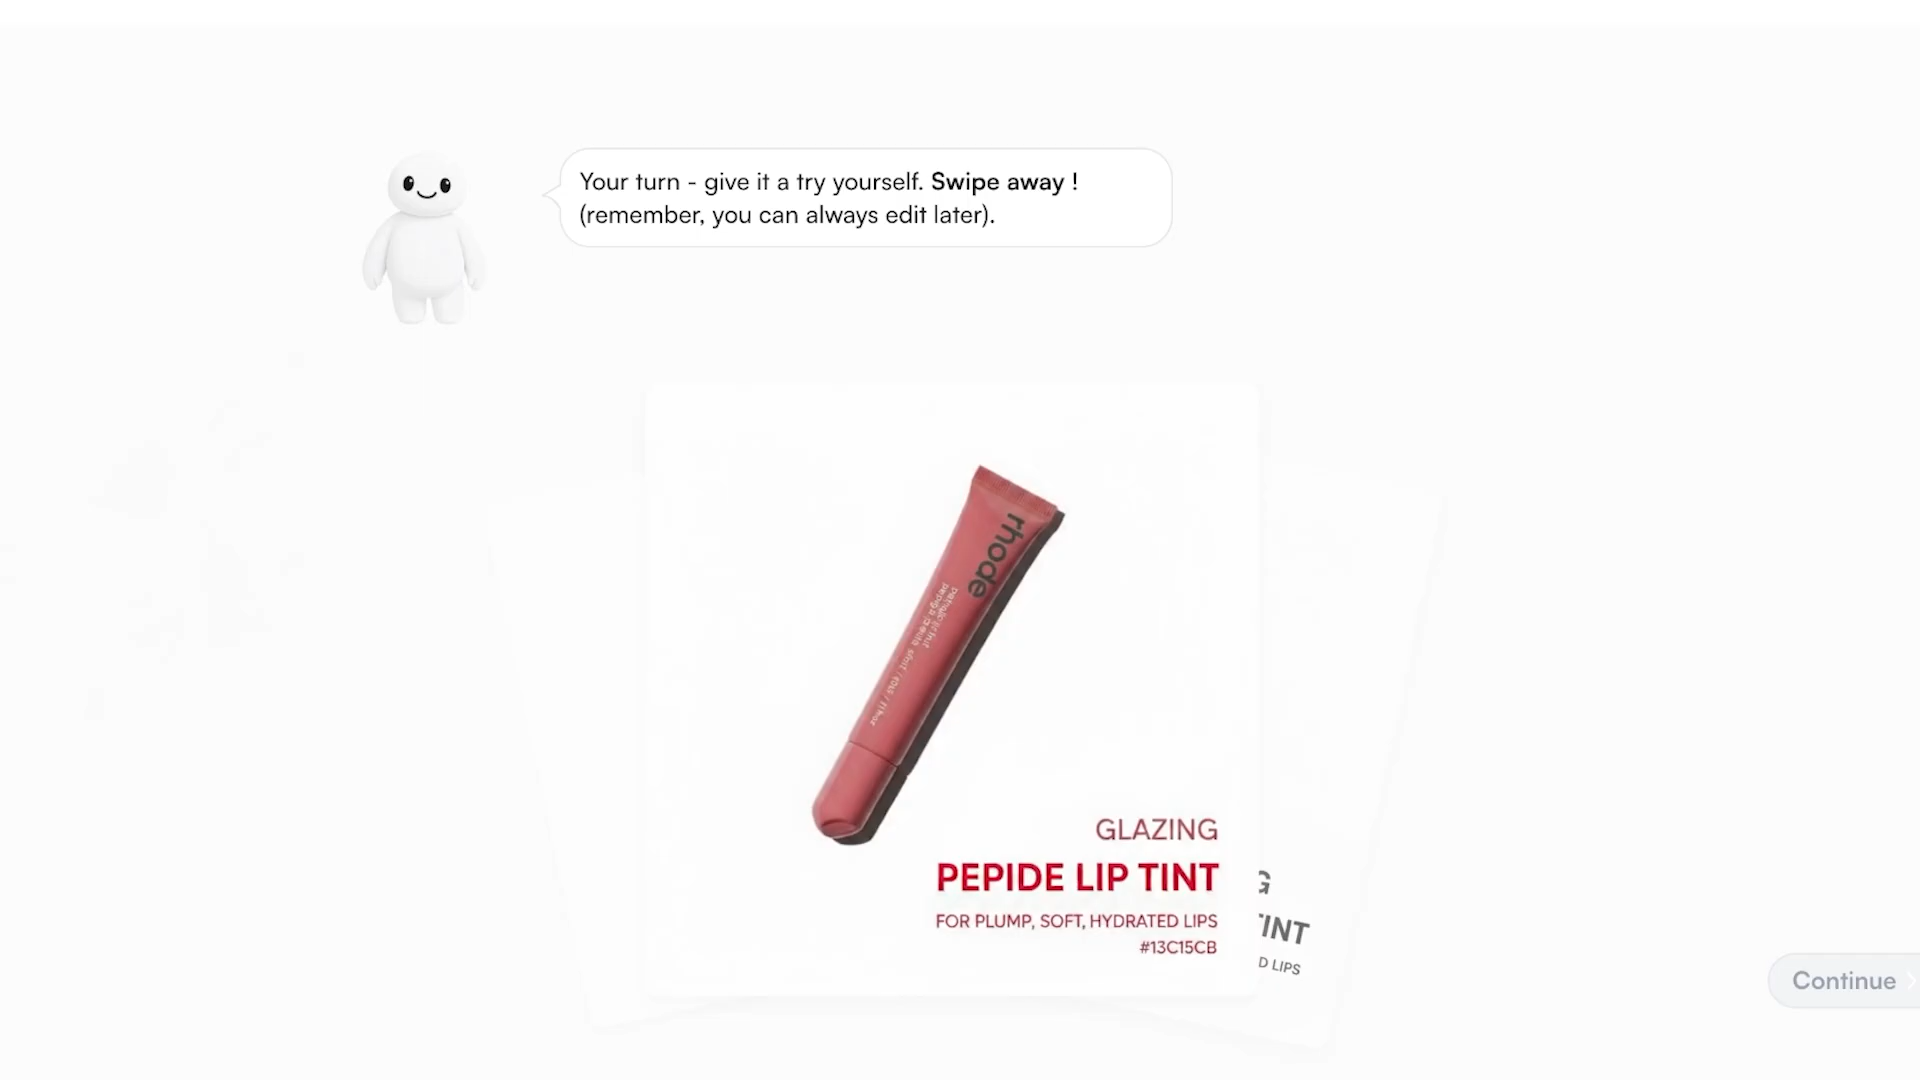 Your turn - give it a try yourself. Swipe away !
(remember, you can always edit later).
rhode
GLAZING
PEPIDE LIP TINT
FOR PLUMP, SOFT, HYDRATED LIPS
#13C15CB
G
TINT
D LIPS
Continue